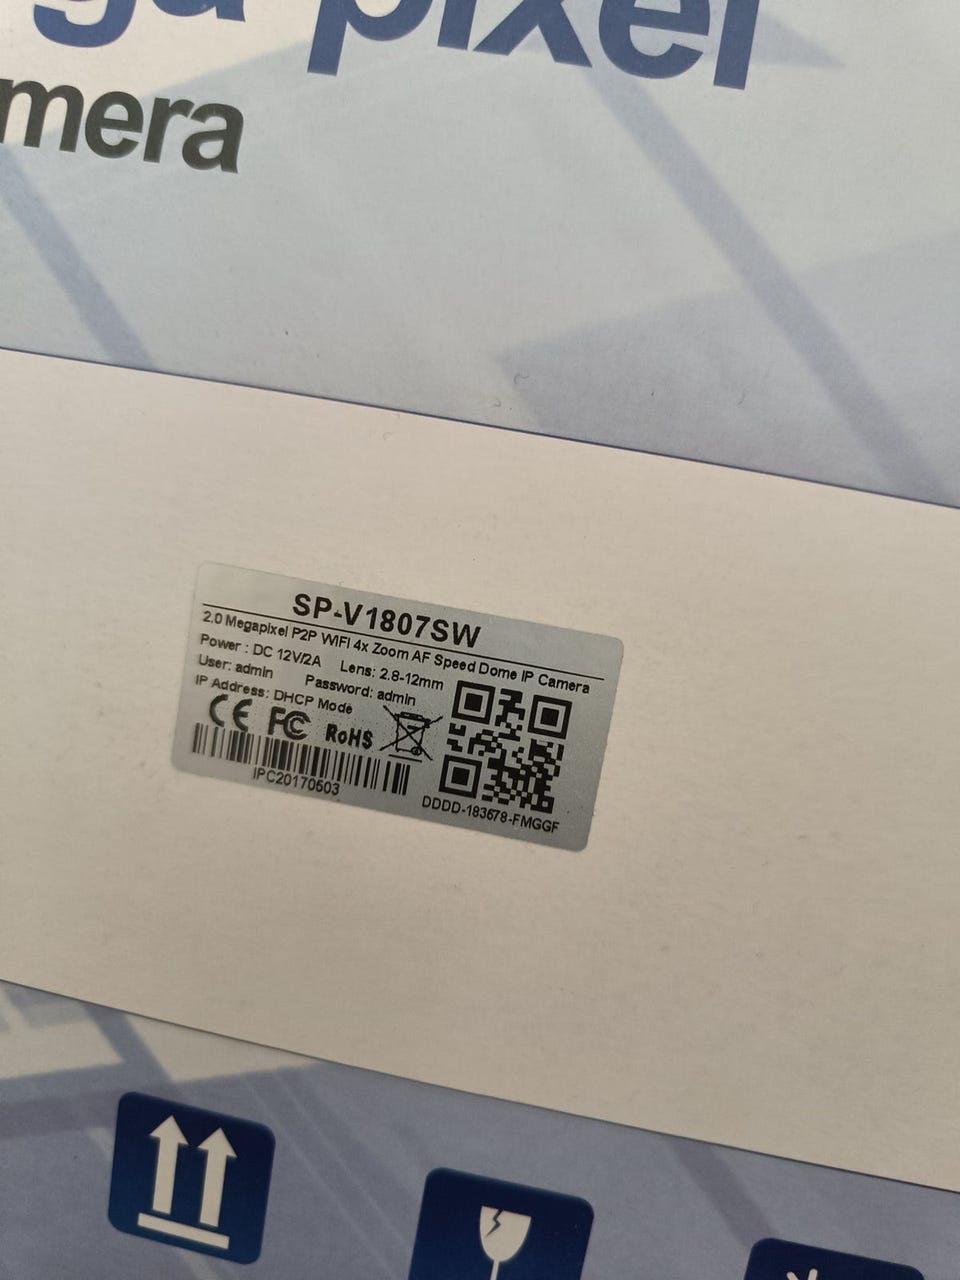 ga pixel
mera
SP-V1807SW
2.0 Megapixel P2P WIFI 4x Zoom AF Speed Dome IP Camera
Power : DC 12V/2A Lens: 2.8-12mm
User: admin Password: admin
IP Address: DHCP Mode
CE FC RoHS
IPC20170503
DDDD-183678-FMGGF